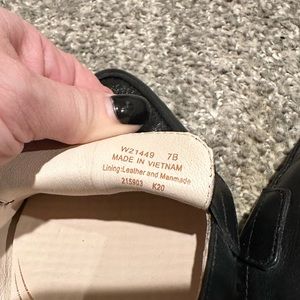 W21449 7B
MADE IN VIETNAM
Lining:Leather and Manmade
215903 K20